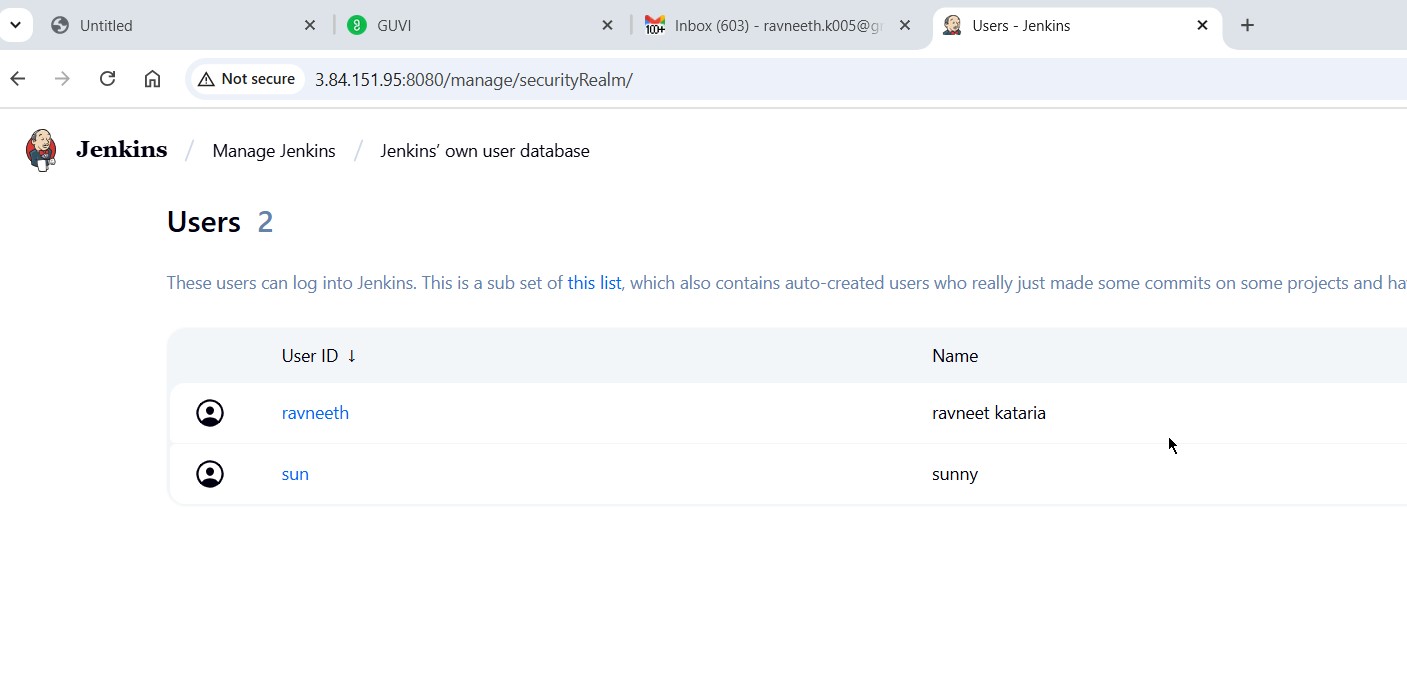 Untitled
GUVI
100+
Inbox (603) - ravneeth.k005@g
Users - Jenkins
Not secure
3.84.151.95:8080/manage/securityRealm/
Jenkins / Manage Jenkins / Jenkins’ own user database
Users 2
These users can log into Jenkins. This is a sub set of this list, which also contains auto-created users who really just made some commits on some projects and
User ID ↓ Name
ravneeth ravneet kataria
sun sunny